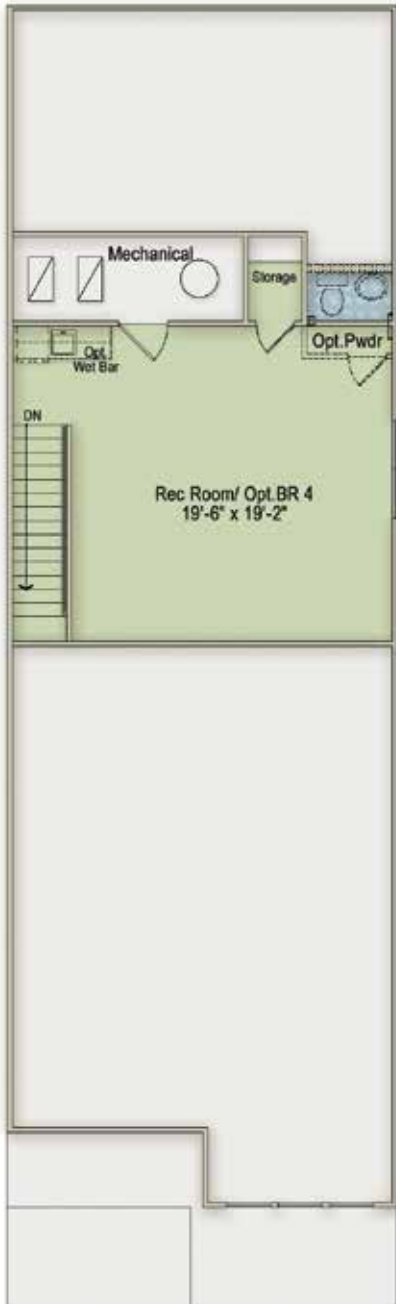 Mechanical
Storage
Opt.Pwdr
Opt.
Wet Bar
DN
Rec Room/ Opt.BR 4
19'-6" x 19'-2"